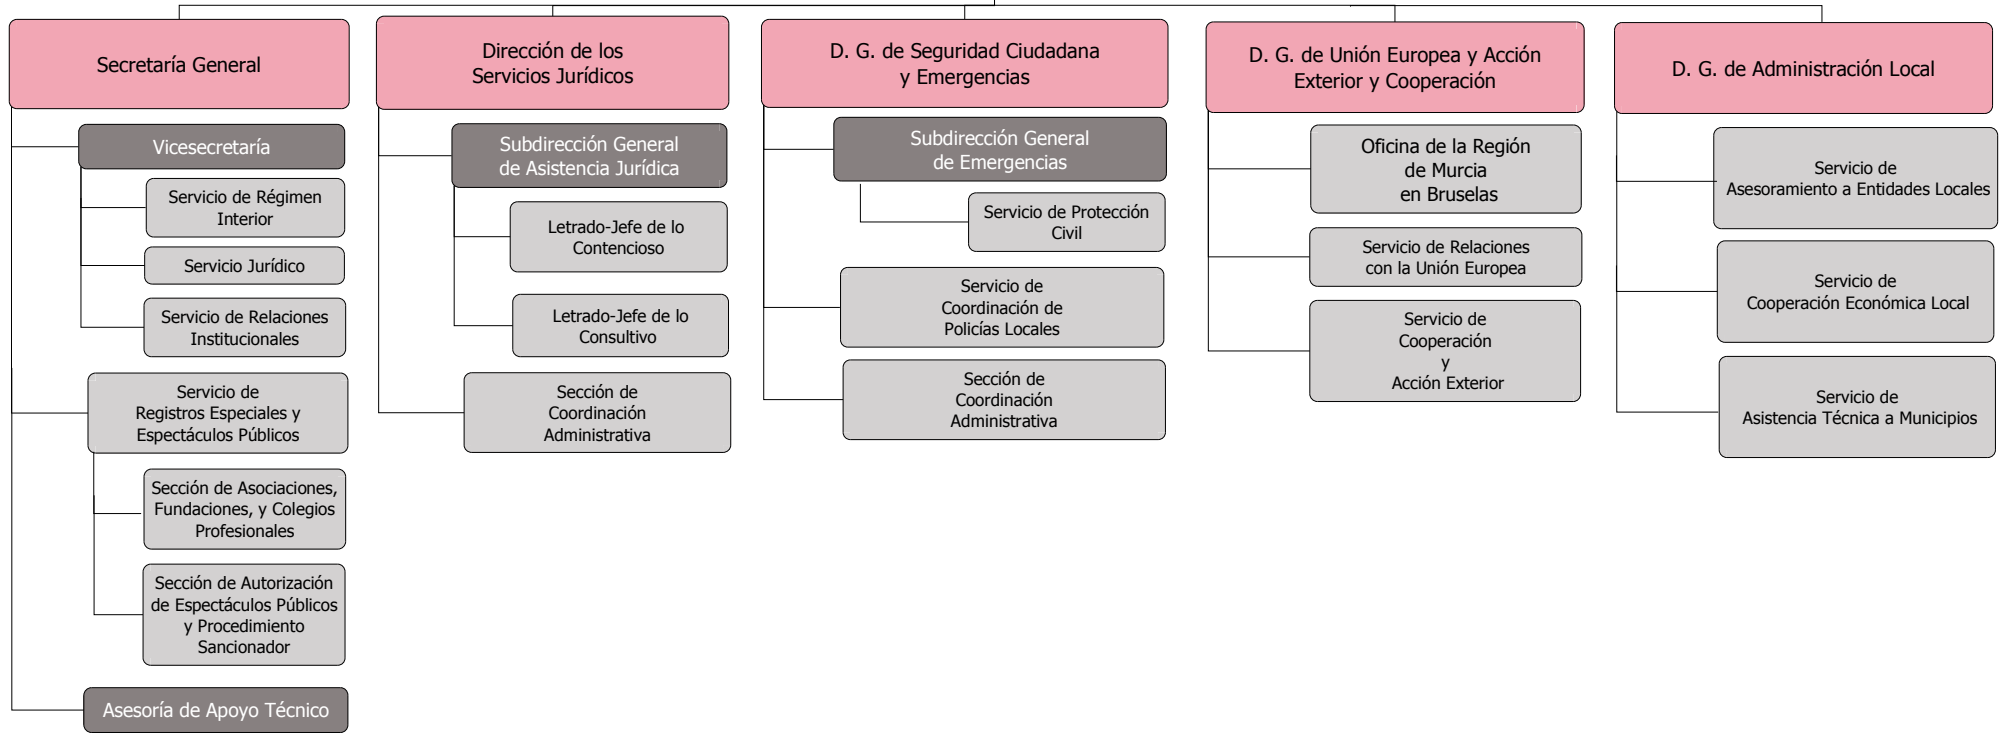 Secretaría General
Vicesecretaría
Servicio de Régimen
Interior
Servicio Jurídico
Servicio de Relaciones
Institucionales
Servicio de
Registros Especiales y
Espectáculos Públicos
Sección de Asociaciones,
Fundaciones, y Colegios
Profesionales
Sección de Autorización
de Espectáculos Públicos
y Procedimiento
Sancionador
Asesoría de Apoyo Técnico
Dirección de los
Servicios Jurídicos
Subdirección General
de Asistencia Jurídica
Letrado-Jefe de lo
Contencioso
Letrado-Jefe de lo
Consultivo
Sección de
Coordinación
Administrativa
D. G. de Seguridad Ciudadana
y Emergencias
Subdirección General
de Emergencias
Servicio de Protección
Civil
Servicio de
Coordinación de
Policías Locales
Sección de
Coordinación
Administrativa
D. G. de Unión Europea y Acción
Exterior y Cooperación
Oficina de la Región
de Murcia
en Bruselas
Servicio de Relaciones
con la Unión Europea
Servicio de
Cooperación
y
Acción Exterior
D. G. de Administración Local
Servicio de
Asesoramiento a Entidades Locales
Servicio de
Cooperación Económica Local
Servicio de
Asistencia Técnica a Municipios